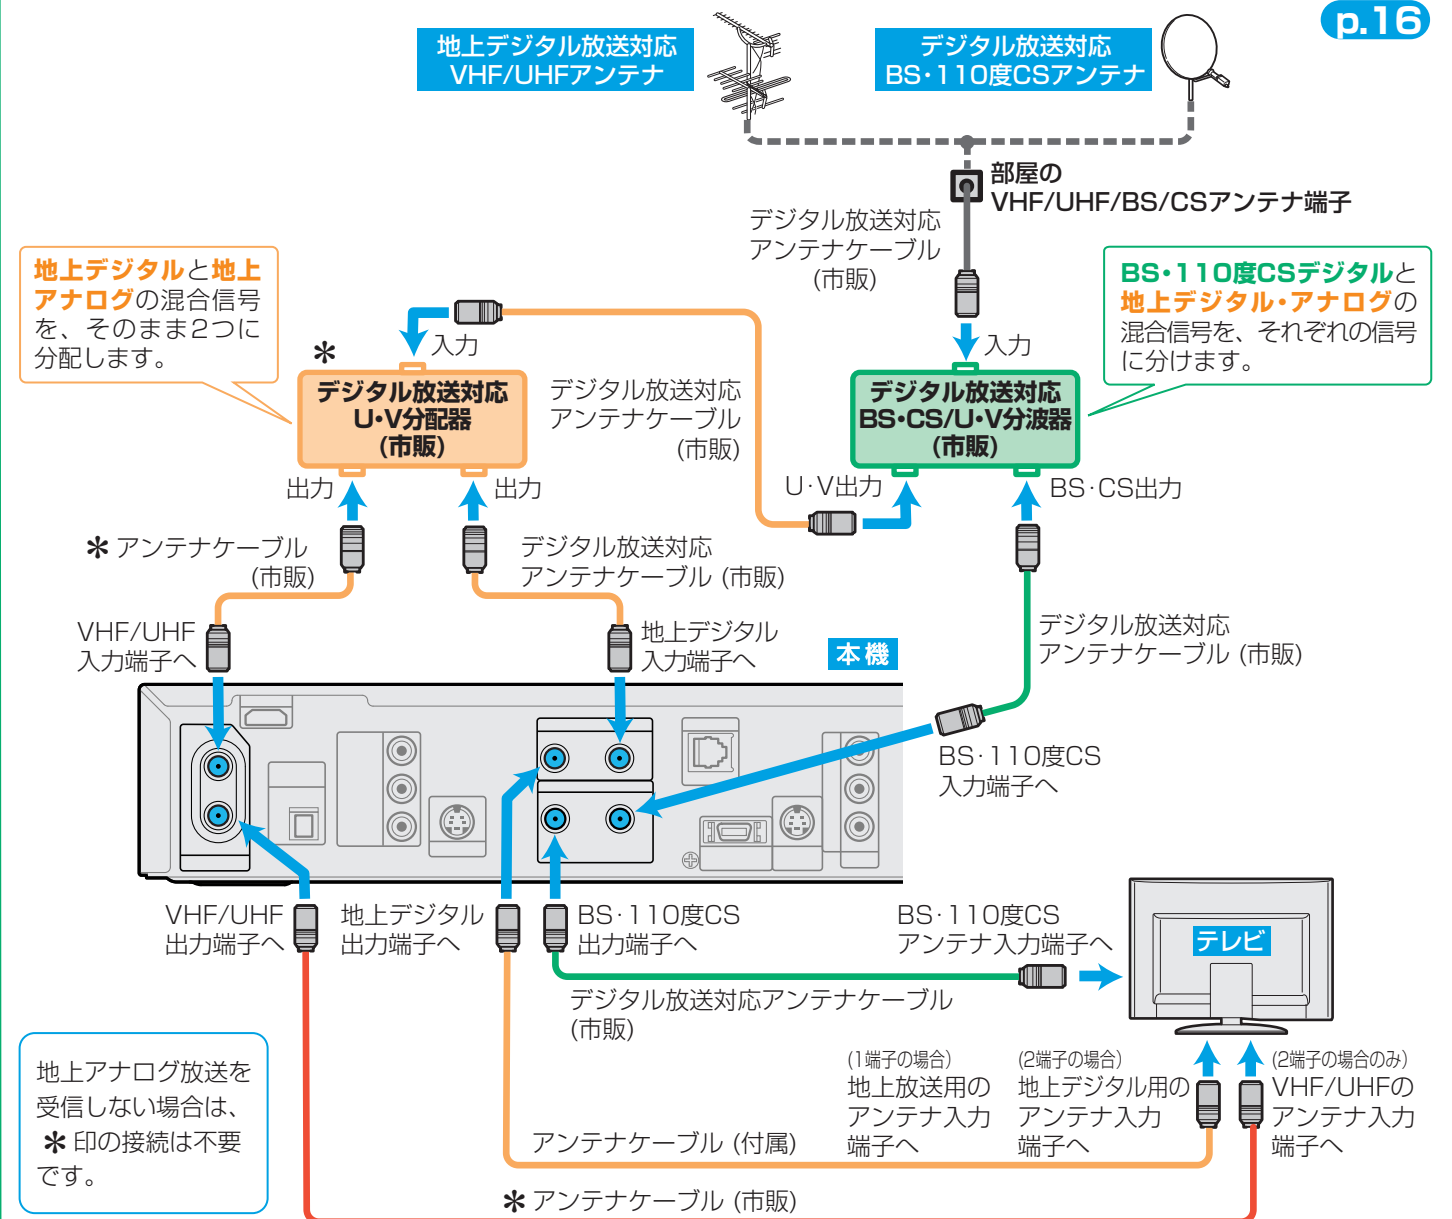 p.16
地上デジタル放送対応
VHF/UHFアンテナ
デジタル放送対応
BS・110度CSアンテナ
部屋の
VHF/UHF/BS/CSアンテナ端子
デジタル放送対応
アンテナケーブル
(市販)
地上デジタルと地上
アナログの混合信号
を、そのまま2つに
分配します。
BS・110度CSデジタルと
地上デジタル・アナログの
混合信号を、それぞれの信号
に分けます。
入力
入力
*
デジタル放送対応
U・V分配器
(市販)
デジタル放送対応
アンテナケーブル
(市販)
デジタル放送対応
BS・CS/U・V分波器
(市販)
出力
出力
U・V出力
BS・CS出力
* アンテナケーブル
(市販)
デジタル放送対応
アンテナケーブル (市販)
VHF/UHF
入力端子へ
地上デジタル
入力端子へ
本機
デジタル放送対応
アンテナケーブル (市販)
BS・110度CS
入力端子へ
VHF/UHF
出力端子へ
地上デジタル
出力端子へ
BS・110度CS
出力端子へ
BS・110度CS
アンテナ入力端子へ
テレビ
デジタル放送対応アンテナケーブル
(市販)
地上アナログ放送を
受信しない場合は、
* 印の接続は不要
です。
(1端子の場合)
地上放送用の
アンテナ入力
端子へ
(2端子の場合)
地上デジタル用の
アンテナ入力
端子へ
(2端子の場合のみ)
VHF/UHFの
アンテナ入力
端子へ
アンテナケーブル (付属)
* アンテナケーブル (市販)